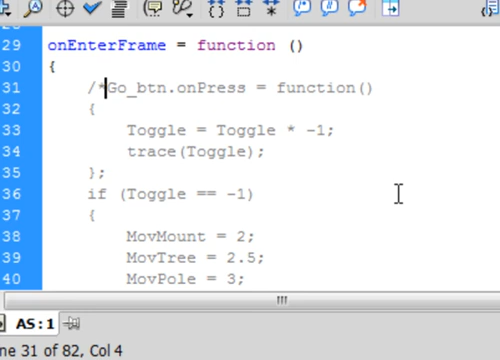 29 onEnterFrame = function ()
30 {
31 /*Go_btn.onPress = function()
32 {
33 Toggle = Toggle * -1;
34 trace(Toggle);
35 };
36 if (Toggle == -1)
37 {
38 MovMount = 2;
39 MovTree = 2.5;
40 MovPole = 3;
AS:1
ne 31 of 82, Col 4